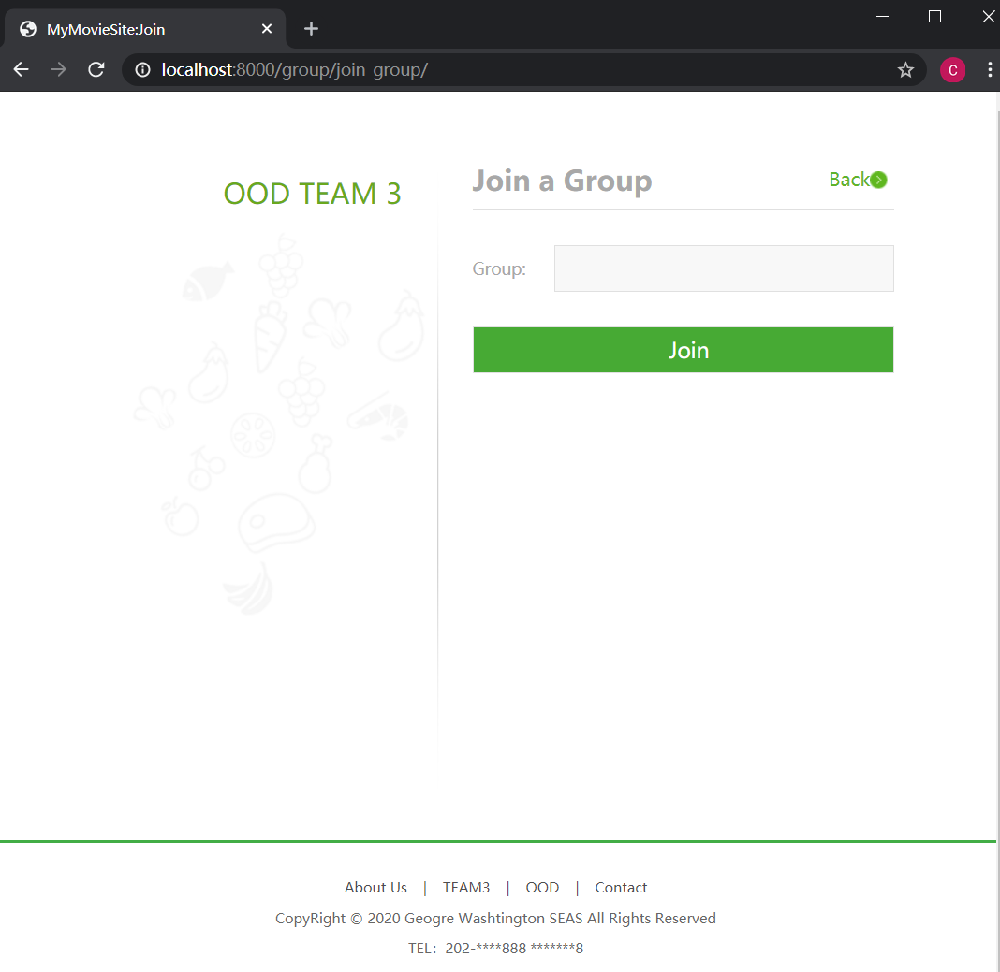 MyMovieSite:Join
localhost:8000/group/join_group/
C
OOD TEAM 3
Join a Group
Back
Group:
Join
About Us | TEAM3 | OOD | Contact
CopyRight © 2020 Geogre Washtington SEAS All Rights Reserved
TEL: 202-****888 *******8